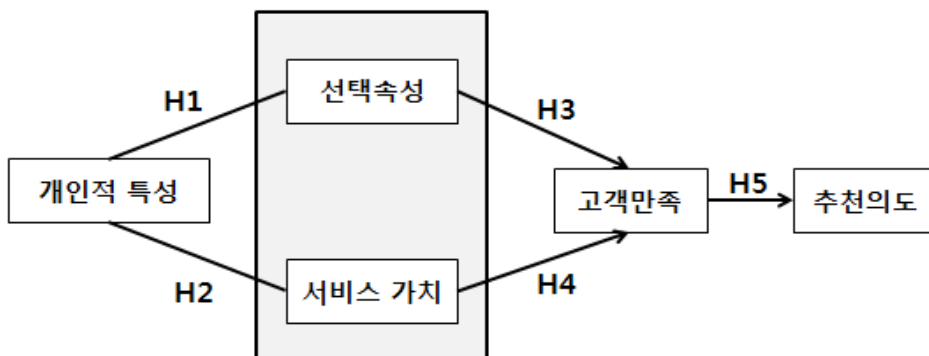 선택속성
H1
H3
개인적 특성
고객만족
H5
추천의도
H2
서비스 가치
H4